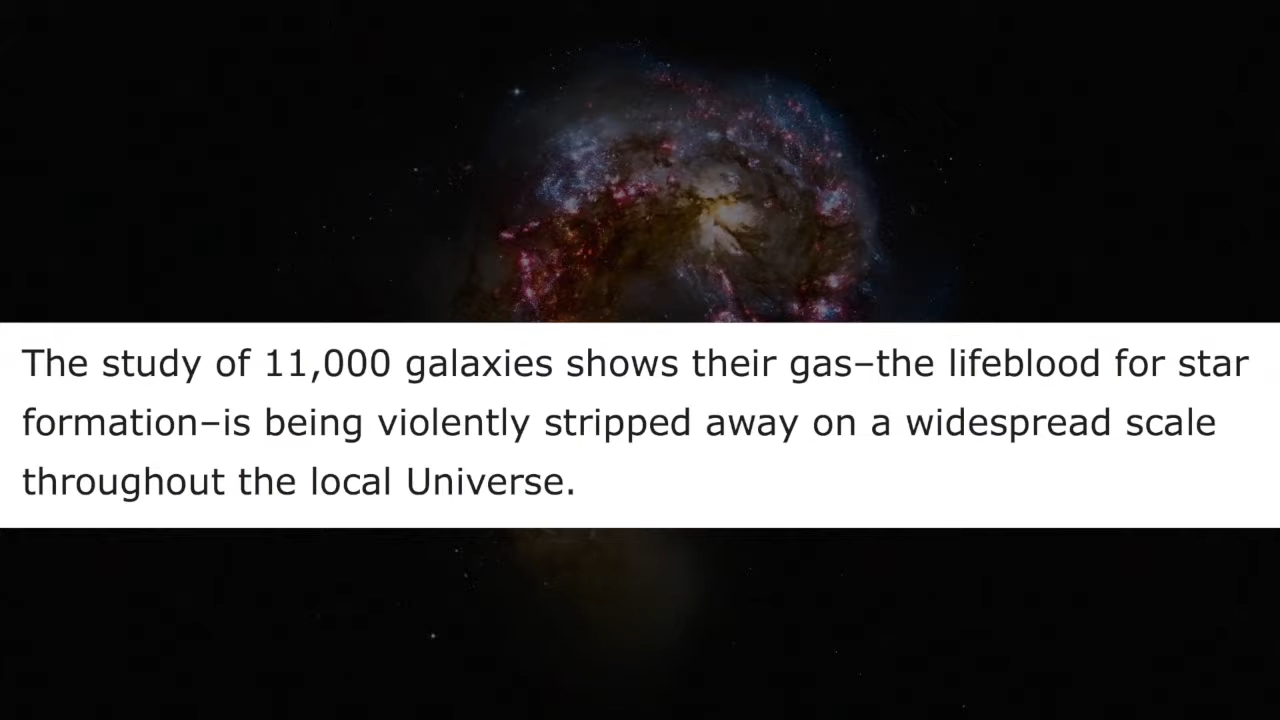 The study of 11,000 galaxies shows their gas–the lifeblood for star
formation–is being violently stripped away on a widespread scale
throughout the local Universe.